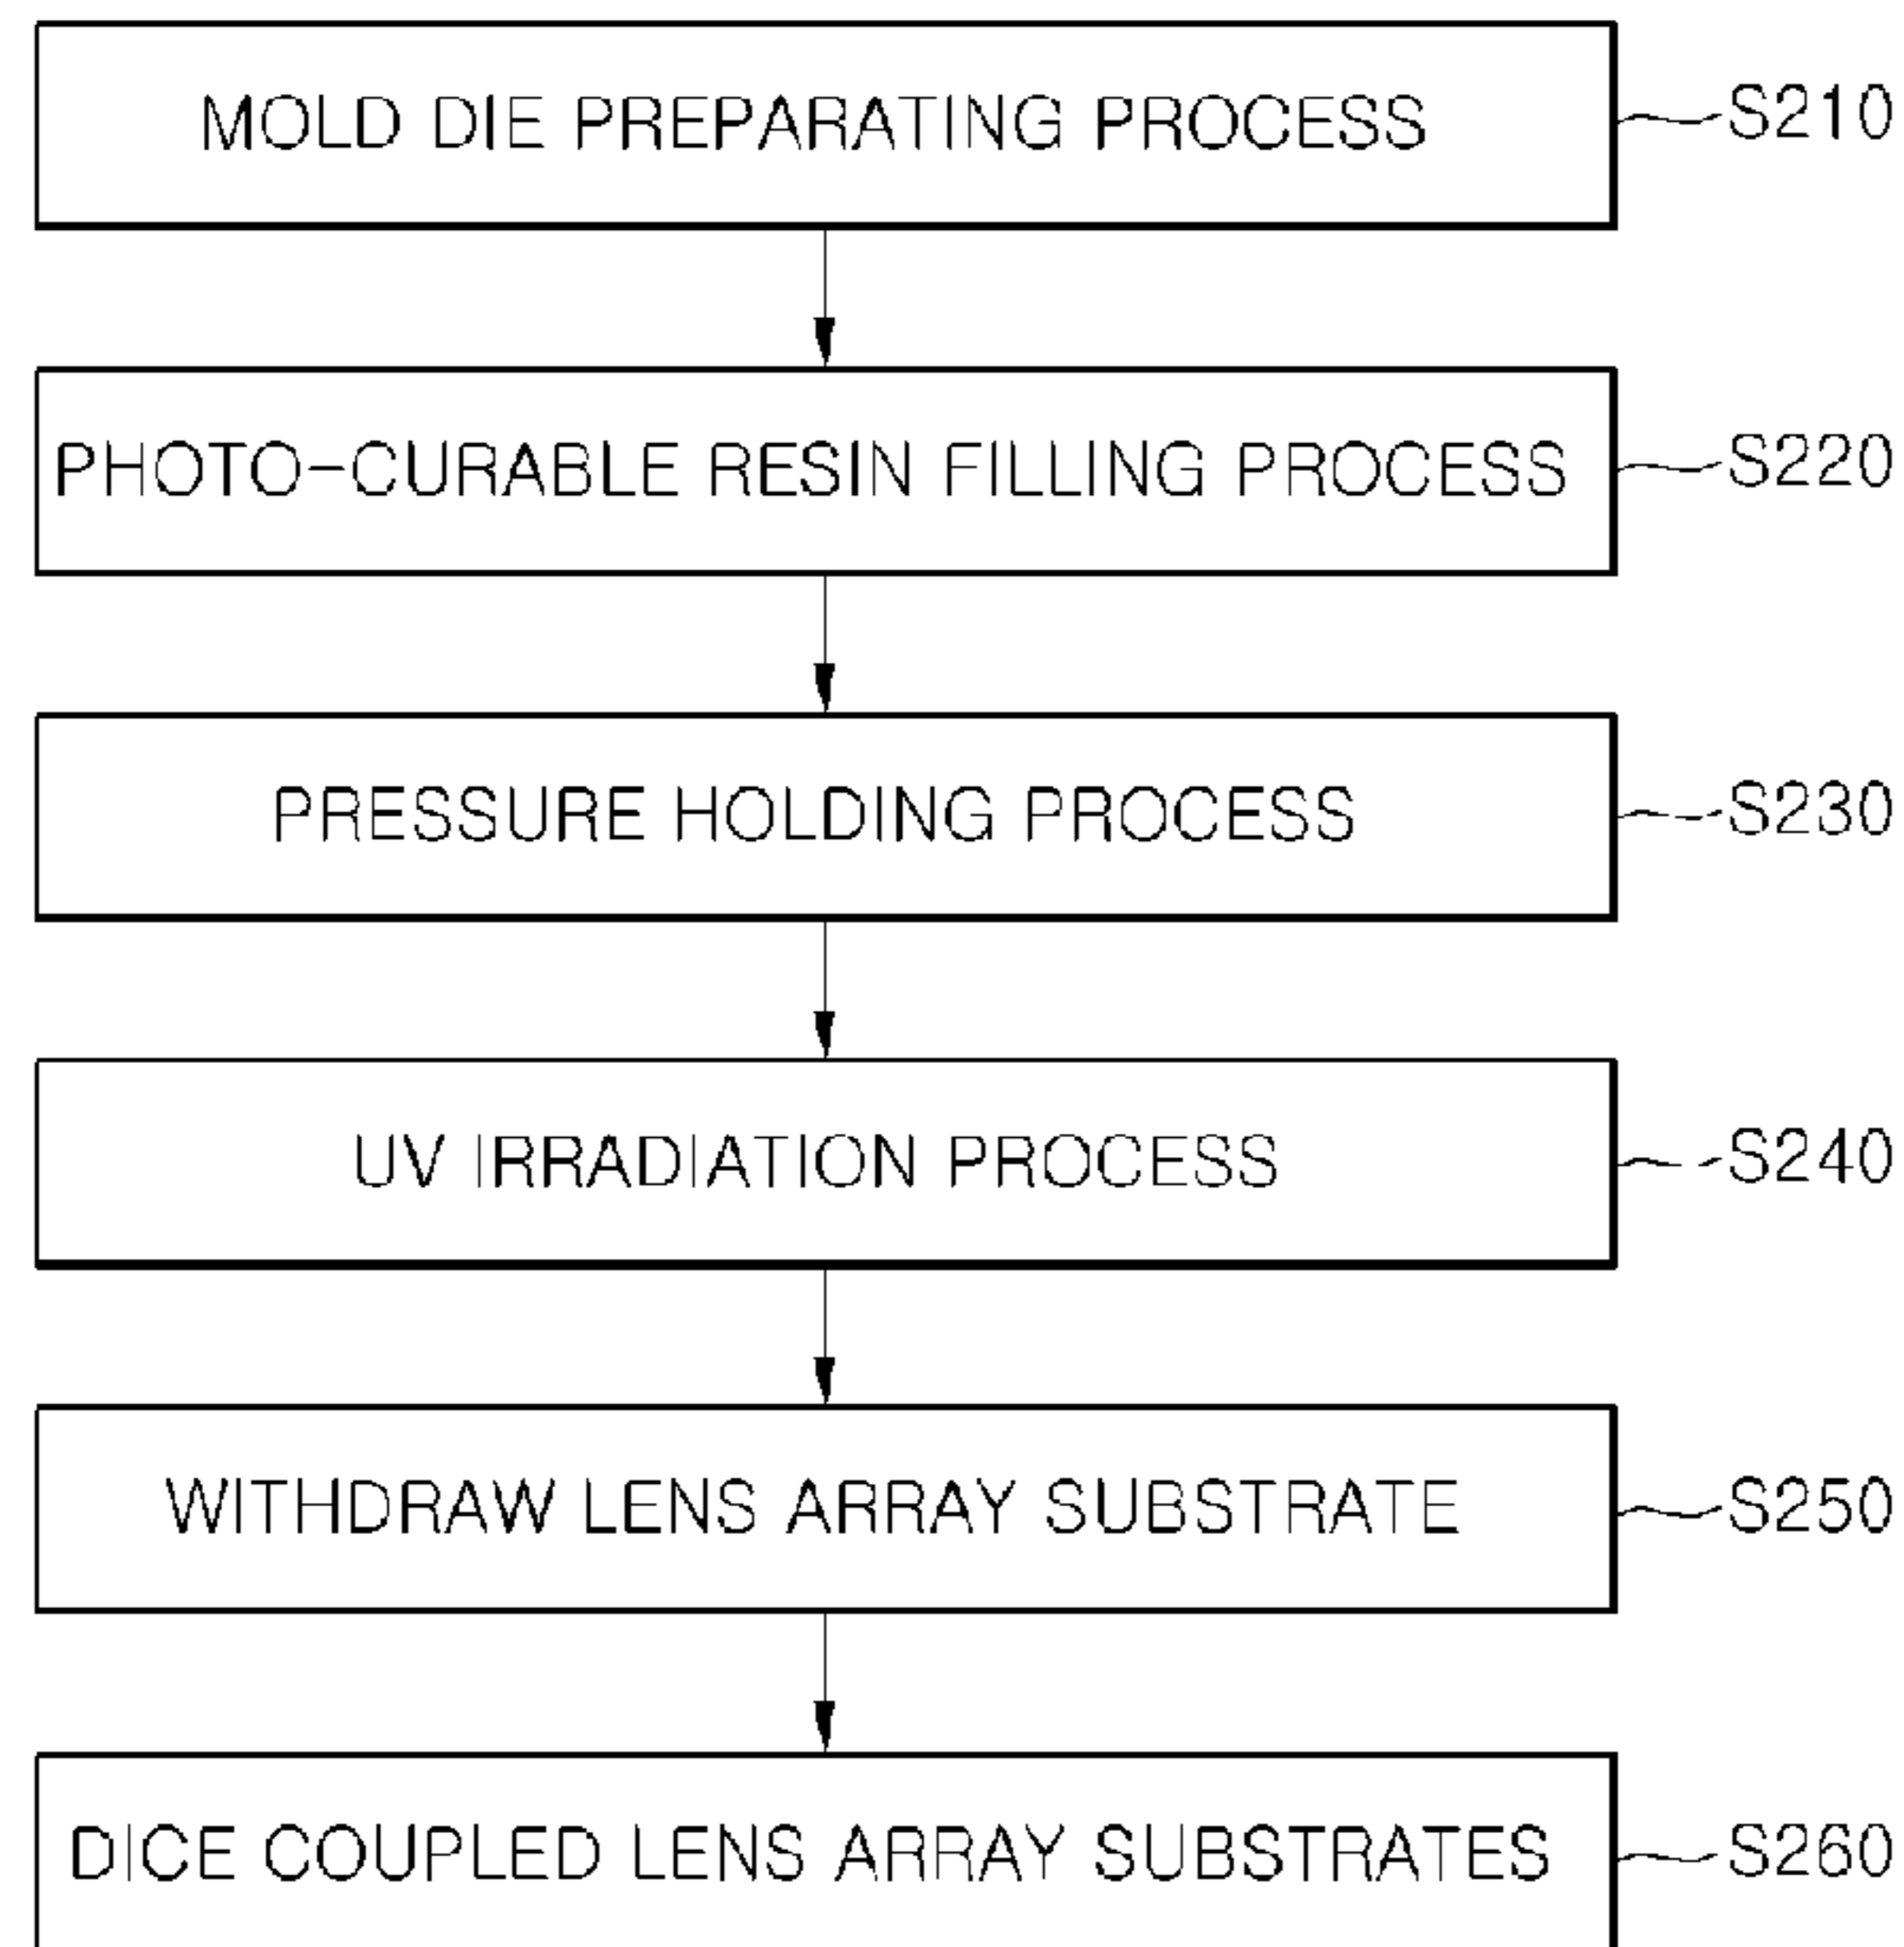 MOLD DIE PREPARATING PROCESS S210
PHOTO-CURABLE RESIN FILLING PROCESS S220
PRESSURE HOLDING PROCESS S230
UV IRRADIATION PROCESS S240
WITHDRAW LENS ARRAY SUBSTRATE S250
DICE COUPLED LENS ARRAY SUBSTRATES S260